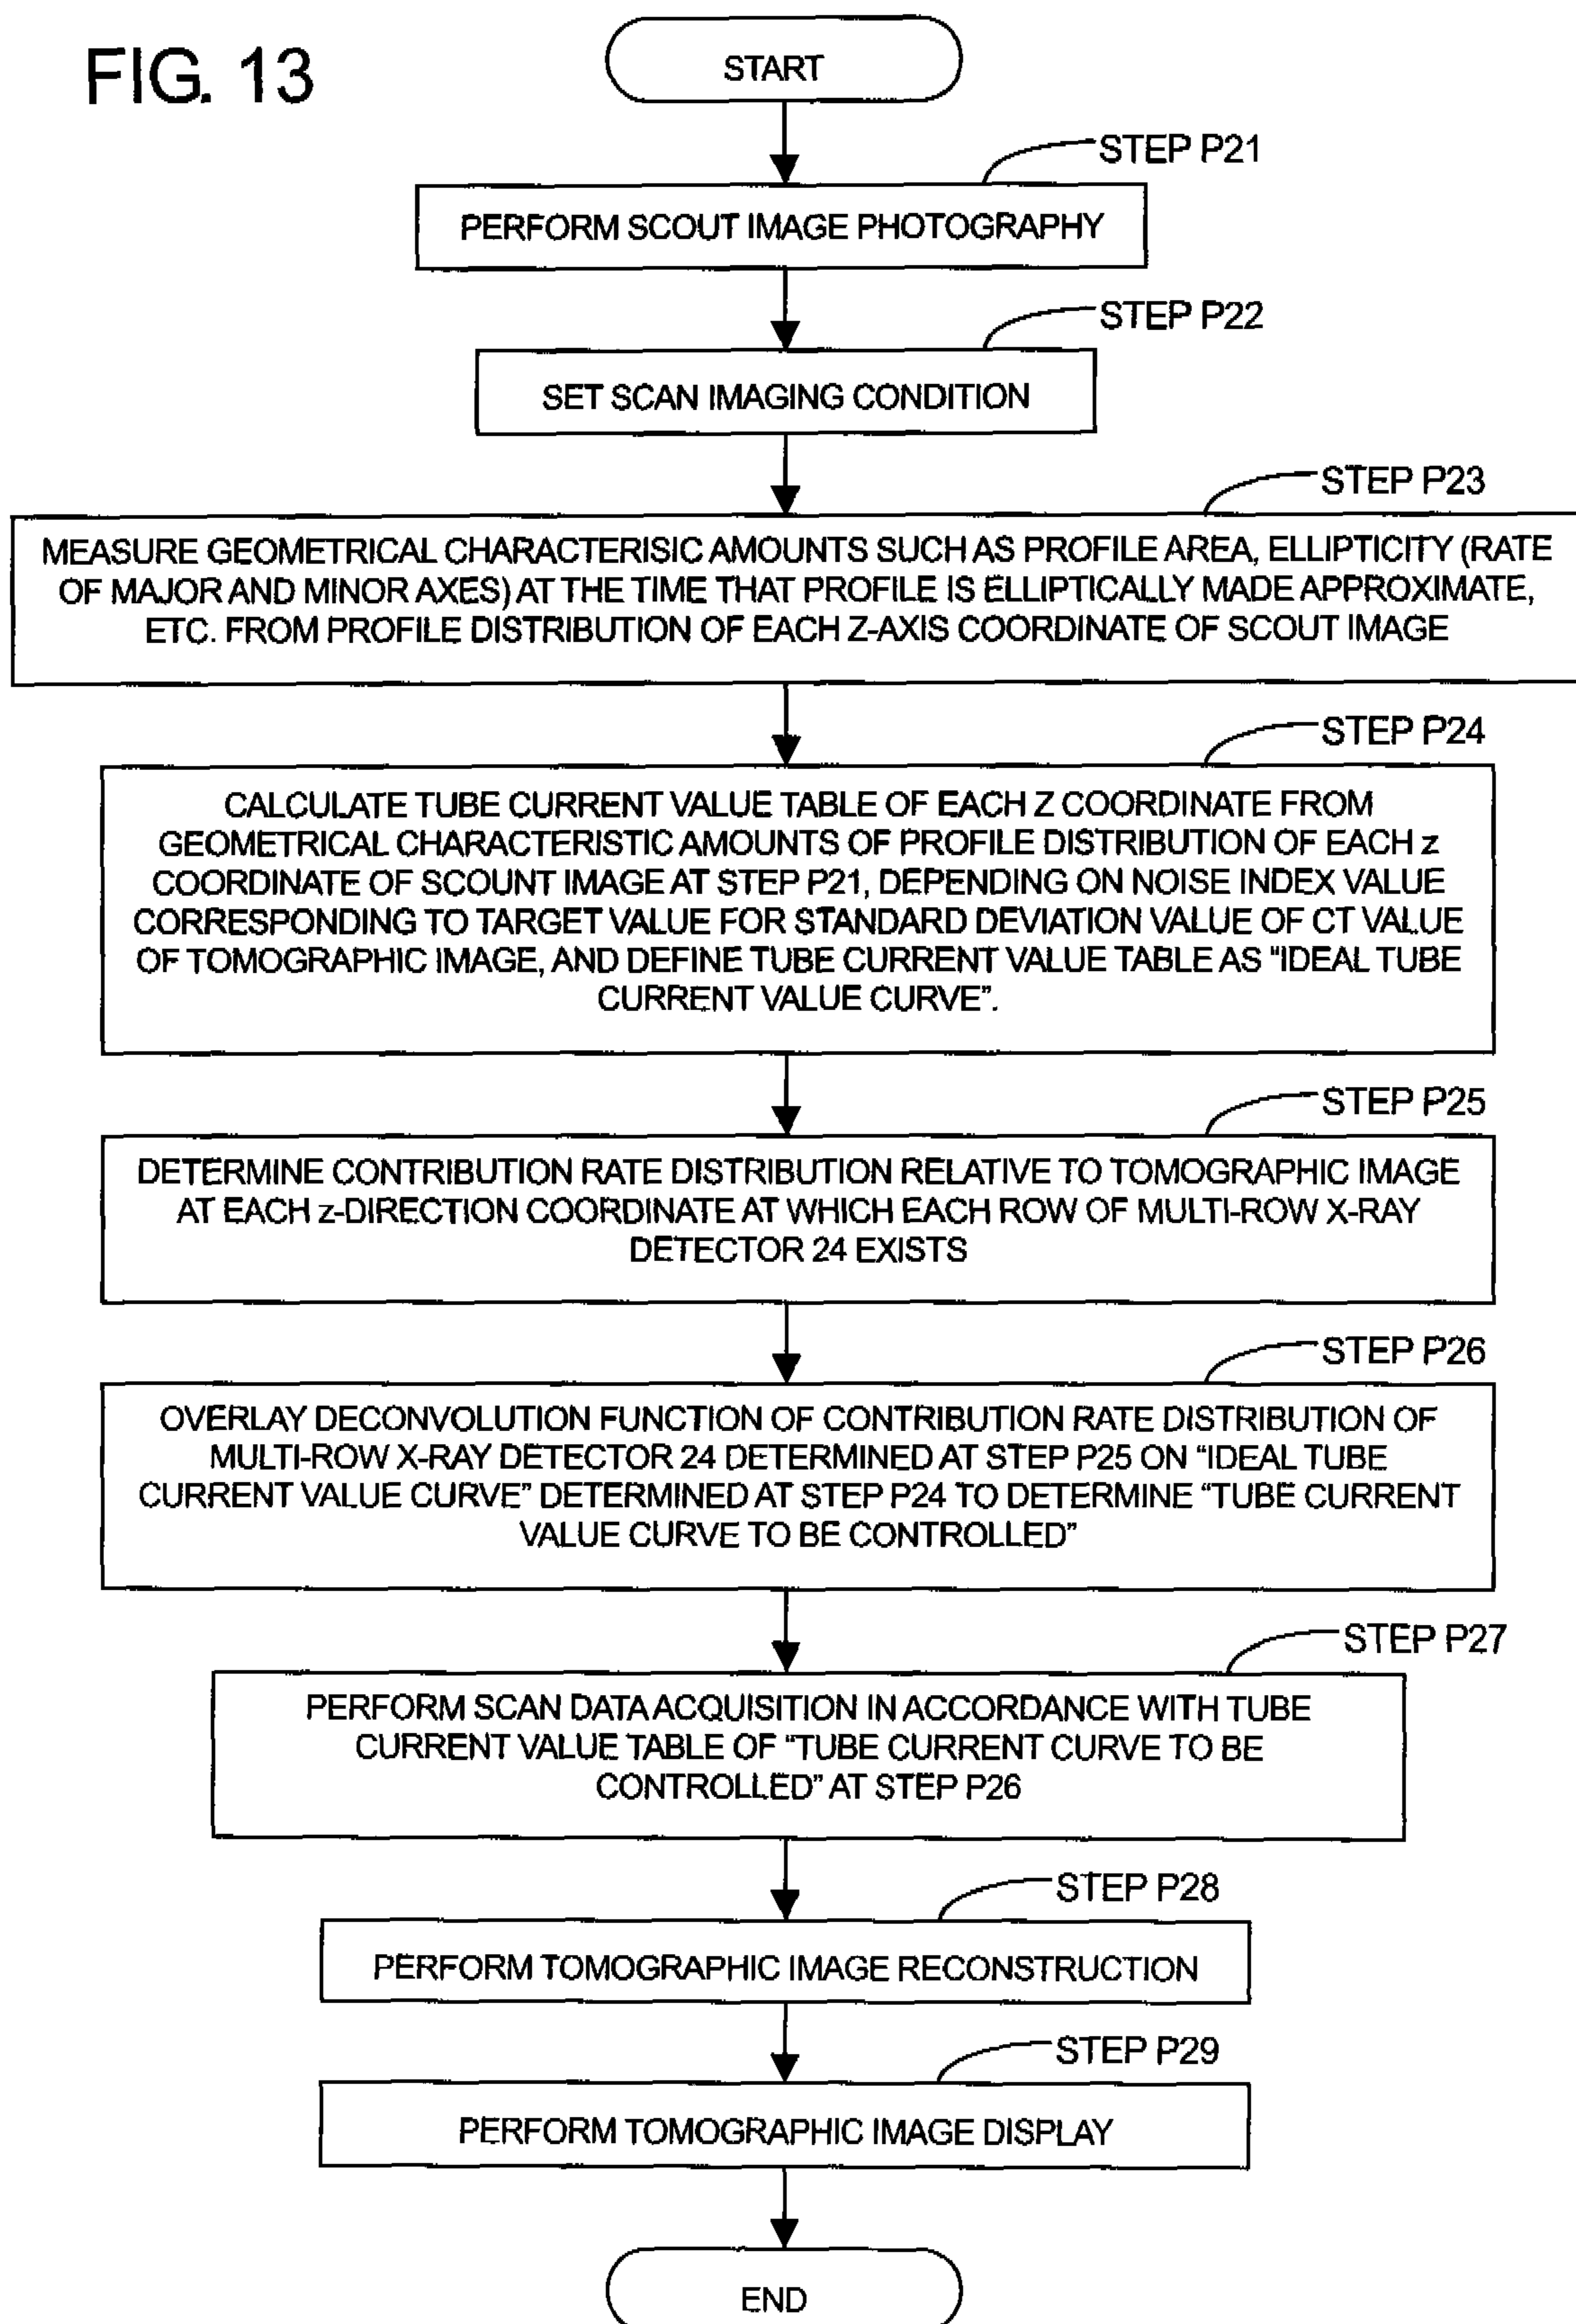 FIG. 13
START
STEP P21
PERFORM SCOUT IMAGE PHOTOGRAPHY
STEP P22
SET SCAN IMAGING CONDITION
STEP P23
MEASURE GEOMETRICAL CHARACTERISIC AMOUNTS SUCH AS PROFILE AREA, ELLIPTICITY (RATE
OF MAJOR AND MINOR AXES) AT THE TIME THAT PROFILE IS ELLIPTICALLY MADE APPROXIMATE,
ETC. FROM PROFILE DISTRIBUTION OF EACH Z-AXIS COORDINATE OF SCOUT IMAGE
STEP P24
CALCULATE TUBE CURRENT VALUE TABLE OF EACH Z COORDINATE FROM
GEOMETRICAL CHARACTERISTIC AMOUNTS OF PROFILE DISTRIBUTION OF EACH z
COORDINATE OF SCOUNT IMAGE AT STEP P21, DEPENDING ON NOISE INDEX VALUE
CORRESPONDING TO TARGET VALUE FOR STANDARD DEVIATION VALUE OF CT VALUE
OF TOMOGRAPHIC IMAGE, AND DEFINE TUBE CURRENT VALUE TABLE AS “IDEAL TUBE
CURRENT VALUE CURVE”.
STEP P25
DETERMINE CONTRIBUTION RATE DISTRIBUTION RELATIVE TO TOMOGRAPHIC IMAGE
AT EACH z-DIRECTION COORDINATE AT WHICH EACH ROW OF MULTI-ROW X-RAY
DETECTOR 24 EXISTS
STEP P26
OVERLAY DECONVOLUTION FUNCTION OF CONTRIBUTION RATE DISTRIBUTION OF
MULTI-ROW X-RAY DETECTOR 24 DETERMINED AT STEP P25 ON “IDEAL TUBE
CURRENT VALUE CURVE” DETERMINED AT STEP P24 TO DETERMINE “TUBE CURRENT
VALUE CURVE TO BE CONTROLLED”
STEP P27
PERFORM SCAN DATA ACQUISITION IN ACCORDANCE WITH TUBE
CURRENT VALUE TABLE OF “TUBE CURRENT CURVE TO BE
CONTROLLED” AT STEP P26
STEP P28
PERFORM TOMOGRAPHIC IMAGE RECONSTRUCTION
STEP P29
PERFORM TOMOGRAPHIC IMAGE DISPLAY
END